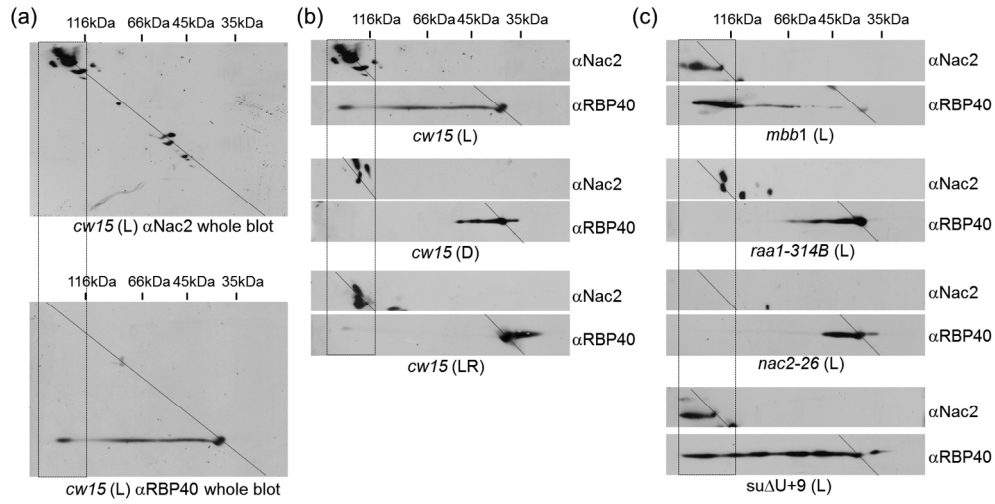 (a)
116kDa 66kDa 45kDa 35kDa
cw15 (L) αNac2 whole blot
116kDa 66kDa 45kDa 35kDa
cw15 (L) αRBP40 whole blot
(b)
116kDa 66kDa 45kDa 35kDa
αNac2
αRBP40
cw15 (L)
αNac2
αRBP40
cw15 (D)
αNac2
αRBP40
cw15 (LR)
(c)
116kDa 66kDa 45kDa 35kDa
αNac2
αRBP40
mbb1 (L)
αNac2
αRBP40
raa1-314B (L)
αNac2
αRBP40
nac2-26 (L)
αNac2
αRBP40
suΔU+9 (L)